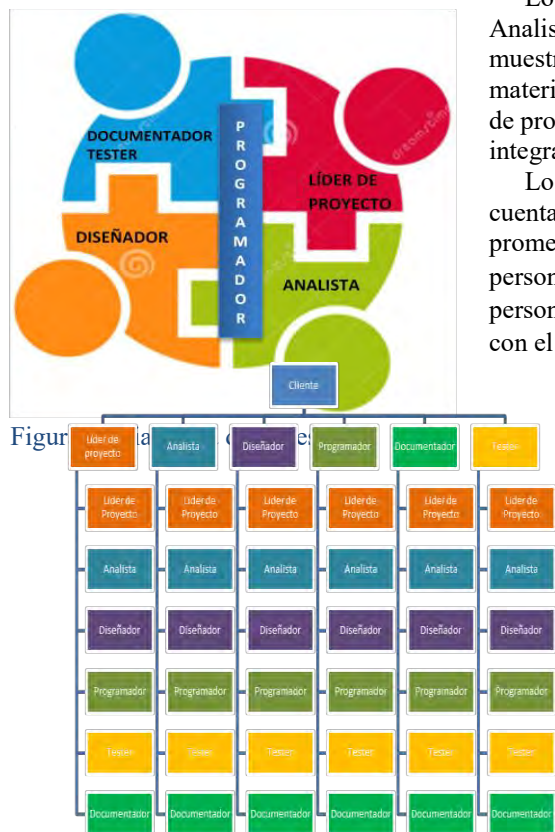 DOCUMENTADOR
TESTER
PROGRAMADOR
LÍDER DE
PROYECTO
DISEÑADOR
ANALISTA
dreamstime
Analis
muestr
materi
de pro
integra
Lo
cuenta
prome
person
person
con el
Cliente
Figur
Líder de
proyecto
Analista
Diseñador
Programador
Documentador
Tester
Líder de
Proyecto
Líder de
Proyecto
Líder de
Proyecto
Líder de
Proyecto
Líder de
Proyecto
Líder de
Proyecto
Analista
Analista
Analista
Analista
Analista
Analista
Diseñador
Diseñador
Diseñador
Diseñador
Diseñador
Diseñador
Programador
Programador
Programador
Programador
Programador
Programador
Tester
Tester
Tester
Tester
Tester
Tester
Documentador
Documentador
Documentador
Documentador
Documentador
Documentador